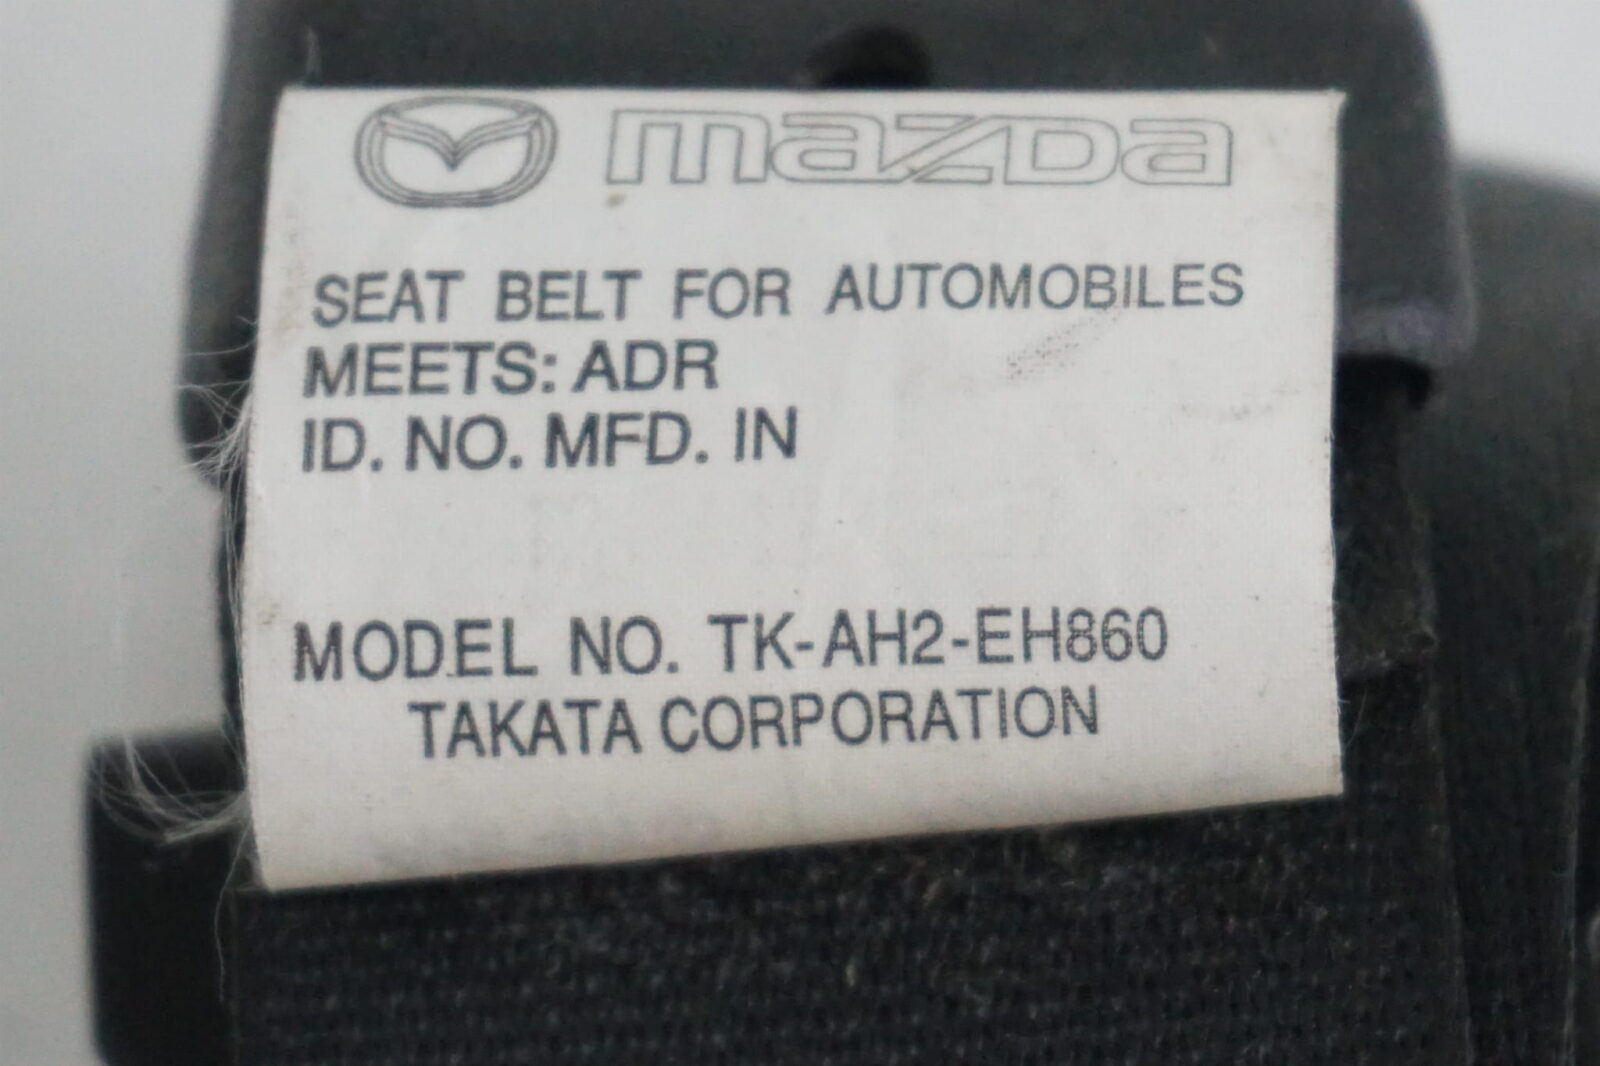 mazda
SEAT BELT FOR AUTOMOBILES
MEETS: ADR
ID. NO. MFD. IN
MODEL NO. TK-AH2-EH860
TAKATA CORPORATION